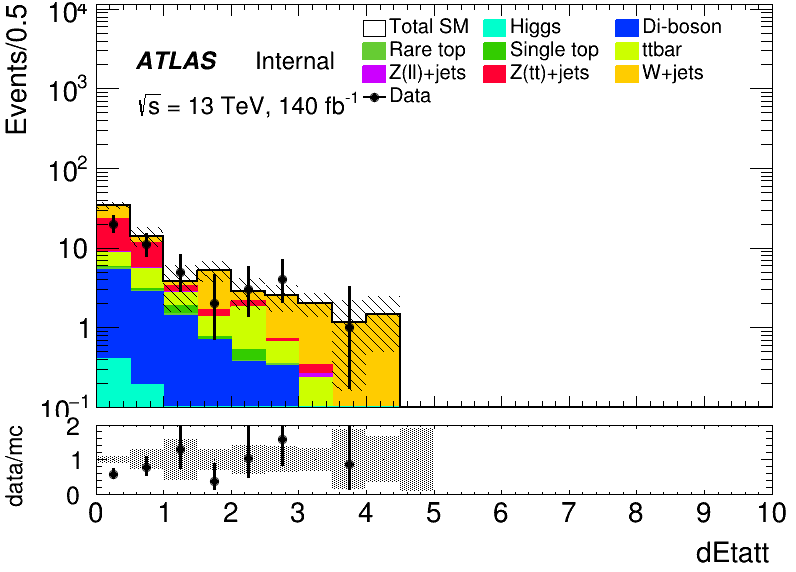 Events/0.5
10⁴
10³
10²
10
1
10⁻¹
ATLAS Internal
√s = 13 TeV, 140 fb⁻¹
Total SM Higgs Di-boson
Rare top Single top ttbar
Z(ll)+jets Z(tt)+jets W+jets
Data
data/mc
2
1
0
0 1 2 3 4 5 6 7 8 9 10
dEtatt